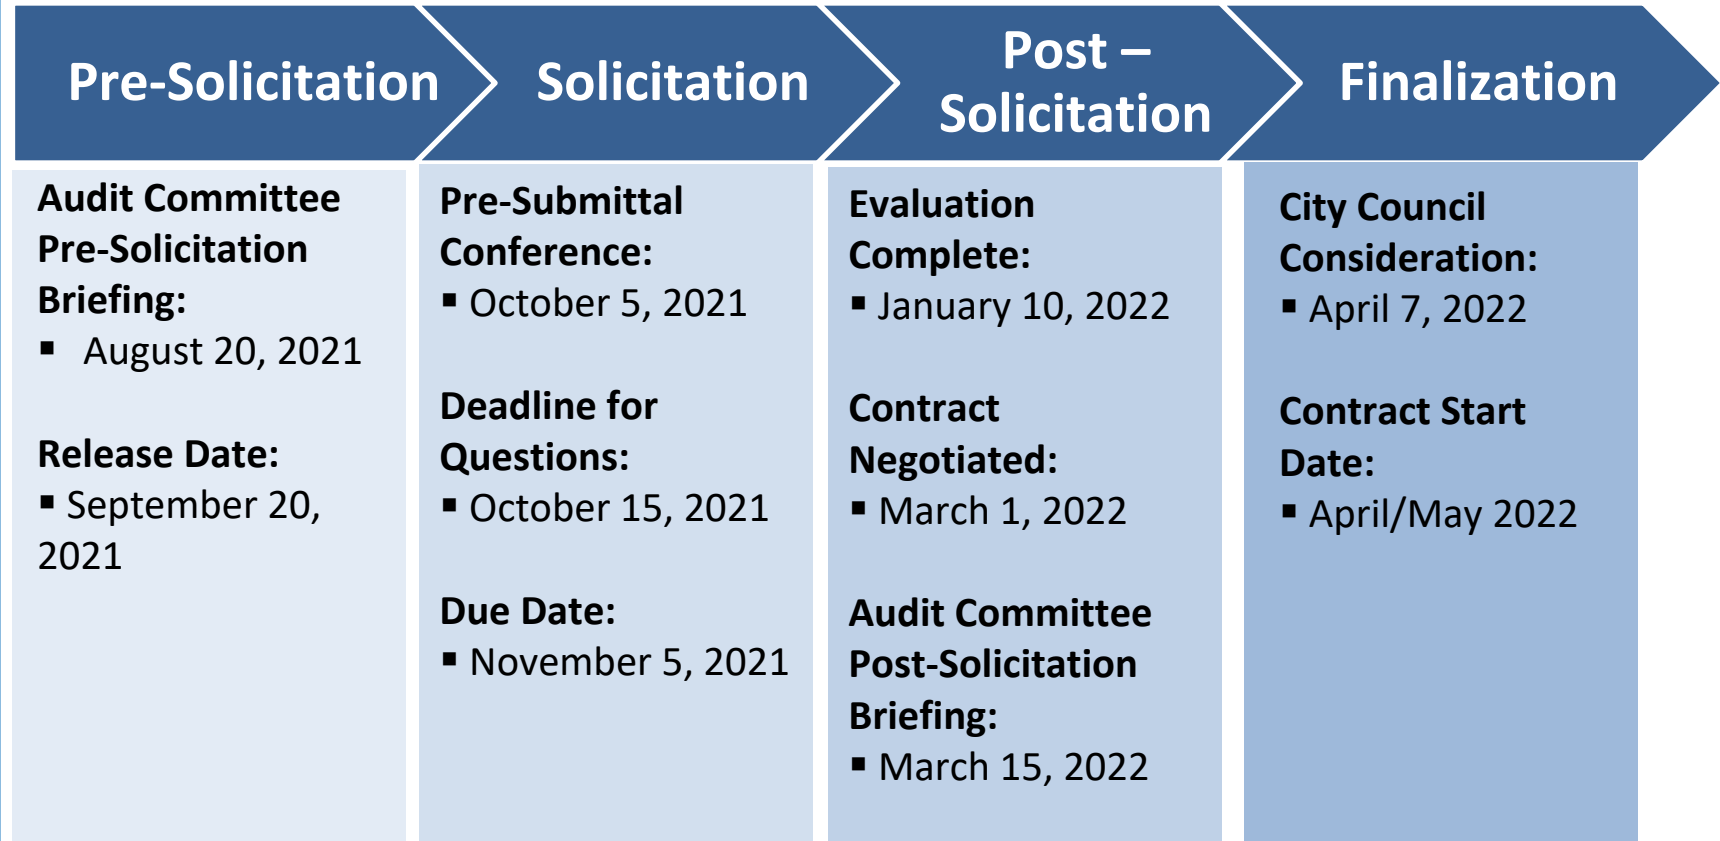 Pre-Solicitation
Solicitation
Post –
Solicitation
Finalization
Audit Committee
Pre-Solicitation
Briefing:
▪ August 20, 2021
Release Date:
▪ September 20,
2021
Pre-Submittal
Conference:
▪ October 5, 2021
Deadline for
Questions:
▪ October 15, 2021
Due Date:
▪ November 5, 2021
Evaluation
Complete:
▪ January 10, 2022
Contract
Negotiated:
▪ March 1, 2022
Audit Committee
Post-Solicitation
Briefing:
▪ March 15, 2022
City Council
Consideration:
▪ April 7, 2022
Contract Start
Date:
▪ April/May 2022